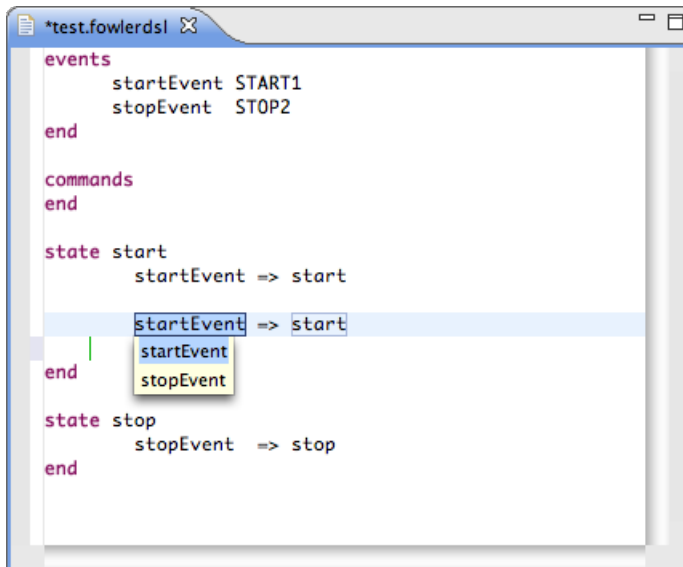 *test.fowlerdsl
events
startEvent START1
stopEvent STOP2
end
commands
end
state start
startEvent => start
startEvent => start
startEvent
end
stopEvent
state stop
stopEvent => stop
end